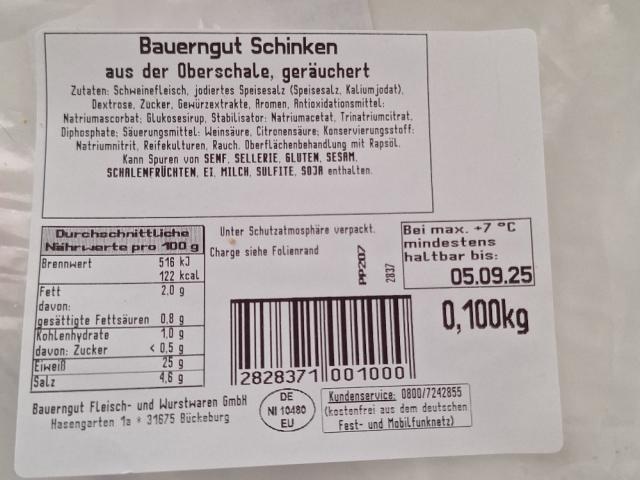 Bauerngut Schinken
aus der Oberschale, geräuchert
Zutaten: Schweinefleisch, jodiertes Speisesalz (Speisesalz, Kaliumjodat),
Dextrose, Zucker, Gewürzextrakte, Aromen, Antioxidationsmittel:
Natriumascorbat; Glukosesirup, Stabilisator: Natriumacetat, Trinatriumcitrat,
Diphosphate; Säuerungsmittel: Weinsäure, Citronensäure; Konservierungsstoff:
Natriumnitrit, Reifekulturen, Rauch. Oberflächenbehandlung mit Rapsöl.
Kann Spuren von SENF, SELLERIE, GLUTEN, SESAM,
SCHALENFRÜCHTEN, EI, MILCH, SULFITE, SOJA enthalten.
Durchschnittliche
Nährwerte pro 100 g
Brennwert 516 kJ
122 kcal
Fett 2,0 g
davon:
gesättigte Fettsäuren 0,8 g
Kohlenhydrate 1,0 g
davon: Zucker < 0,5 g
Eiweiß 25 g
Salz 4,6 g
Unter Schutzatmosphäre verpackt.
Charge siehe Folienrand
PP207
2837
Bei max. +7 °C
mindestens
haltbar bis:
05.09.25
0,100kg
2828371 001000
Bauerngut Fleisch- und Wurstwaren GmbH
Hasengarten 1a * 31675 Bückeburg
DE
NI 10480
EU
Kundenservice: 0800/7242855
(kostenfrei aus dem deutschen
Fest- und Mobilfunknetz)